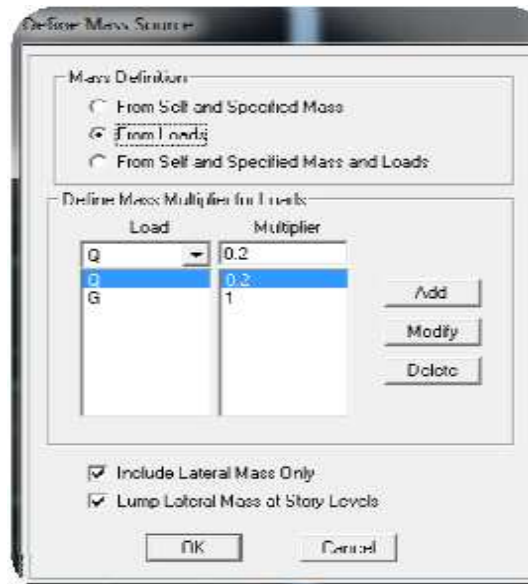 Define Mass Source
Mass Definition
From Self and Specified Mass
From Loads
From Self and Specified Mass and Loads
Define Mass Multiplier for Loads
Load Multiplier
Q 0.2
Q 0.2
G 1
Add
Modify
Delete
Include Lateral Mass Only
Lump Lateral Mass at Story Levels
OK Cancel